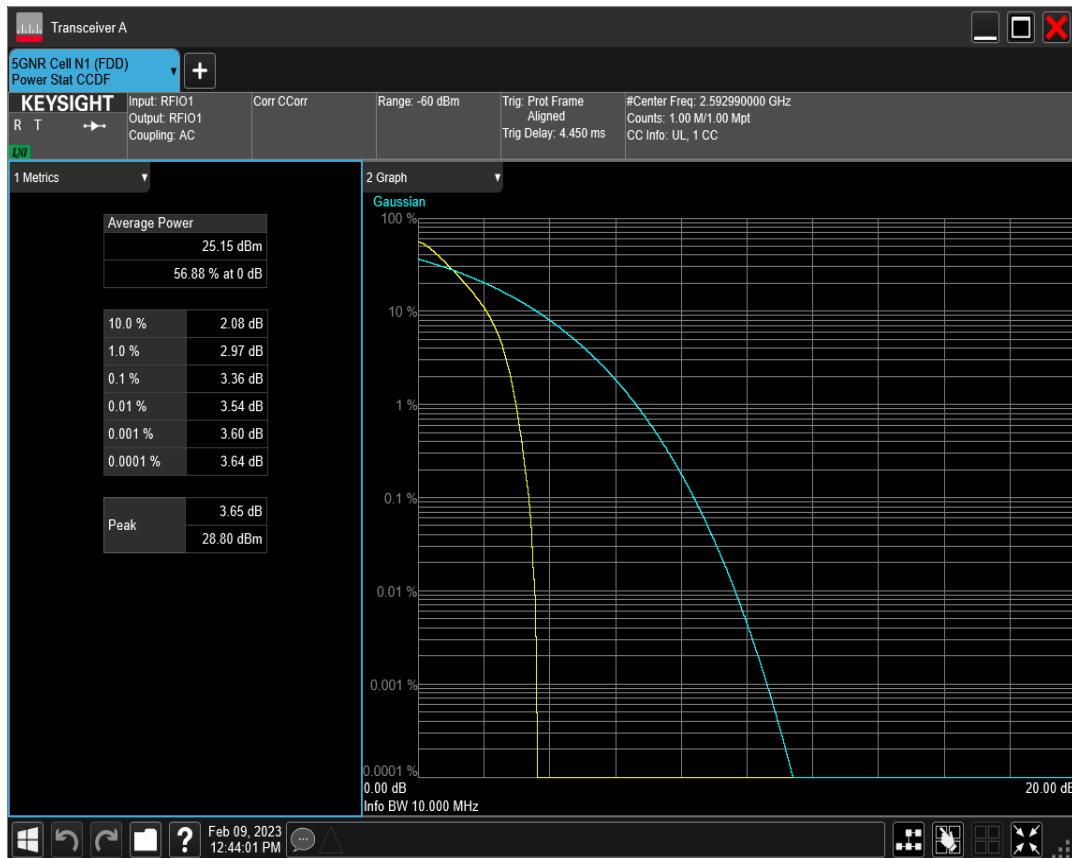 Transceiver A
5GNR Cell N1 (FDD)
Power Stat CCDF
KEYSIGHT
R T
LXI
Input: RFIO1
Output: RFIO1
Coupling: AC
Corr CCorr
Range: -60 dBm
Trig: Prot Frame
Aligned
Trig Delay: 4.450 ms
#Center Freq: 2.592990000 GHz
Counts: 1.00 M/1.00 Mpt
CC Info: UL, 1 CC
1 Metrics
Average Power
25.15 dBm
56.88 % at 0 dB
10.0 % 2.08 dB
1.0 % 2.97 dB
0.1 % 3.36 dB
0.01 % 3.54 dB
0.001 % 3.60 dB
0.0001 % 3.64 dB
Peak 3.65 dB
28.80 dBm
2 Graph
Gaussian
100 %
10 %
1 %
0.1 %
0.01 %
0.001 %
0.0001 %
0.00 dB 20.00 dB
Info BW 10.000 MHz
Feb 09, 2023
12:44:01 PM